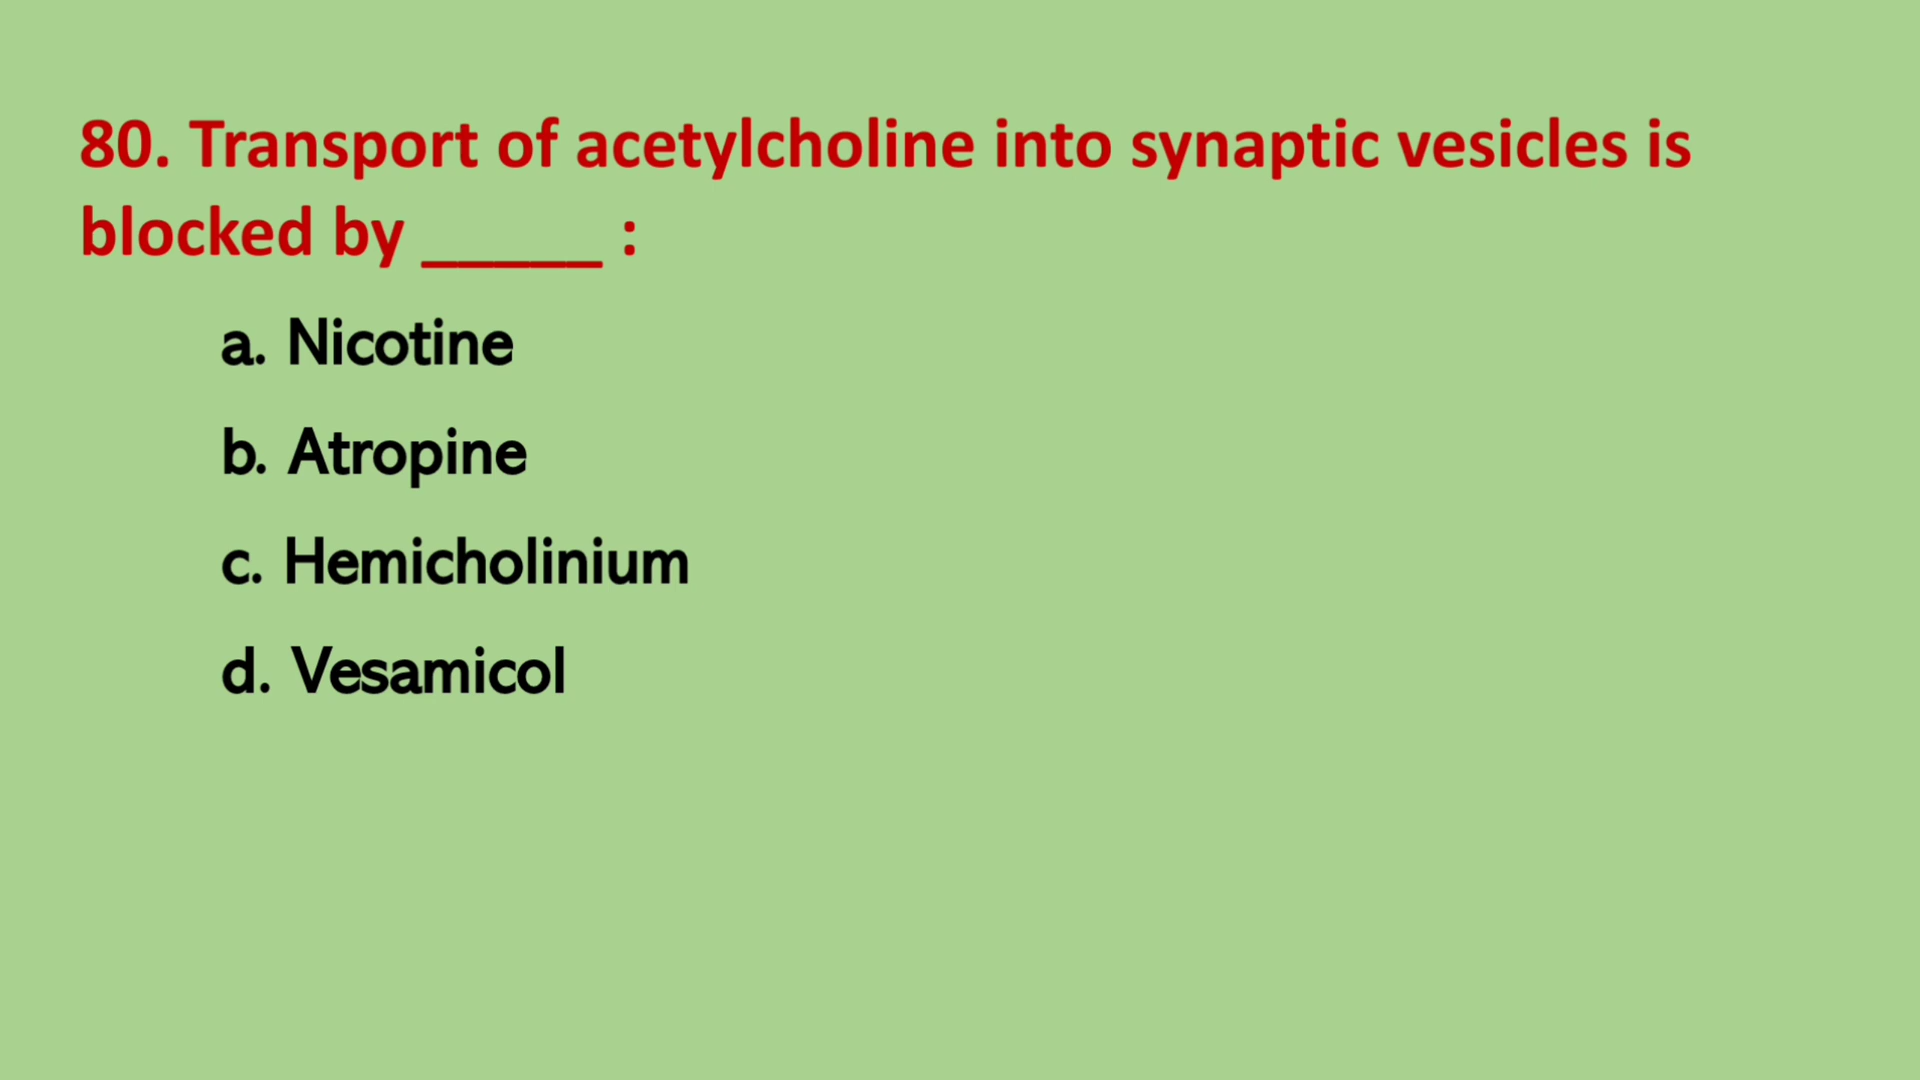 80. Transport of acetylcholine into synaptic vesicles is
blocked by _____ :
a. Nicotine
b. Atropine
c. Hemicholinium
d. Vesamicol